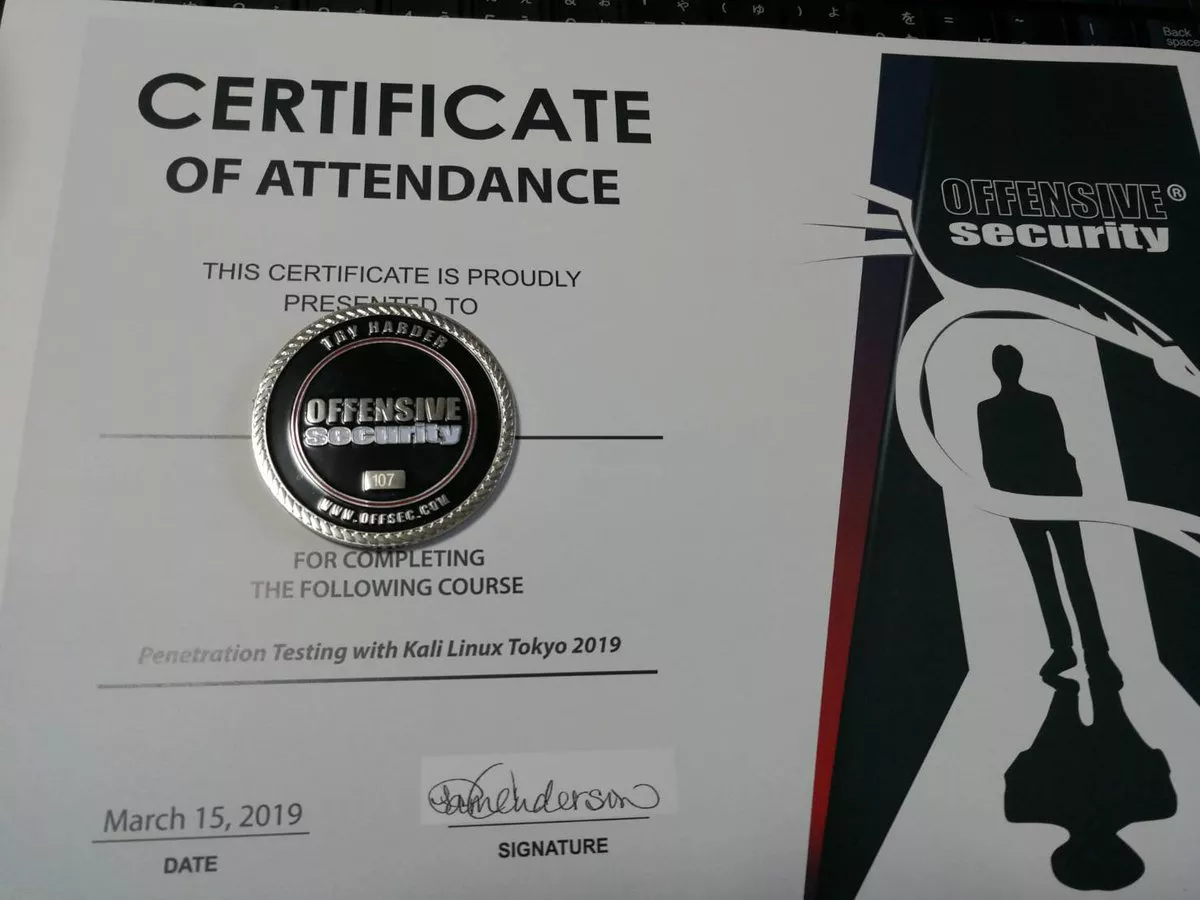 Back
space
CERTIFICATE
OF ATTENDANCE
THIS CERTIFICATE IS PROUDLY
PRESENTED TO
TRY HARDER
OFFENSIVE
security
107
WWW.OFFSEC.COM
FOR COMPLETING
THE FOLLOWING COURSE
Penetration Testing with Kali Linux Tokyo 2019
March 15, 2019
DATE
SIGNATURE
OFFENSIVE®
security